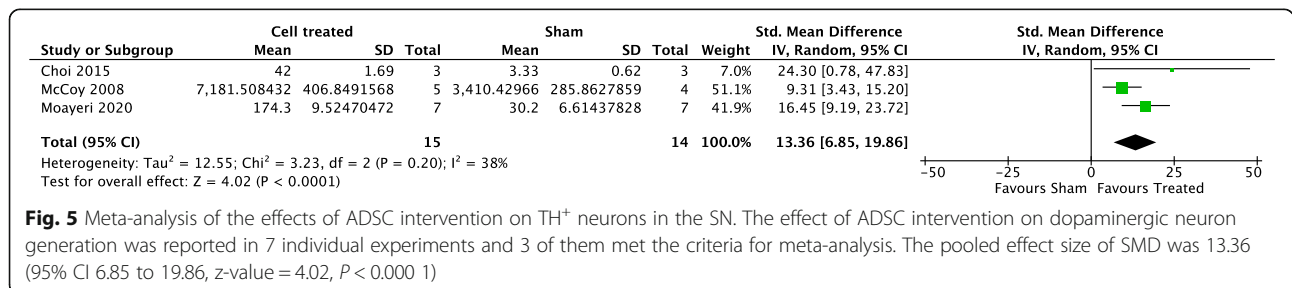 Cell treated Sham Std. Mean Difference Std. Mean Difference
Study or Subgroup Mean SD Total Mean SD Total Weight IV, Random, 95% CI IV, Random, 95% CI
Choi 2015 42 1.69 3 3.33 0.62 3 7.0% 24.30 [0.78, 47.83]
McCoy 2008 7,181.508432 406.8491568 5 3,410.42966 285.8627859 4 51.1% 9.31 [3.43, 15.20]
Moayeri 2020 174.3 9.52470472 7 30.2 6.61437828 7 41.9% 16.45 [9.19, 23.72]
Total (95% CI) 15 14 100.0% 13.36 [6.85, 19.86]
Heterogeneity: Tau² = 12.55; Chi² = 3.23, df = 2 (P = 0.20); I² = 38%
Test for overall effect: Z = 4.02 (P < 0.0001)
-50 -25 0 25 50
Favours Sham Favours Treated
Fig. 5 Meta-analysis of the effects of ADSC intervention on TH⁺ neurons in the SN. The effect of ADSC intervention on dopaminergic neuron
generation was reported in 7 individual experiments and 3 of them met the criteria for meta-analysis. The pooled effect size of SMD was 13.36
(95% CI 6.85 to 19.86, z-value = 4.02, P < 0.000 1)